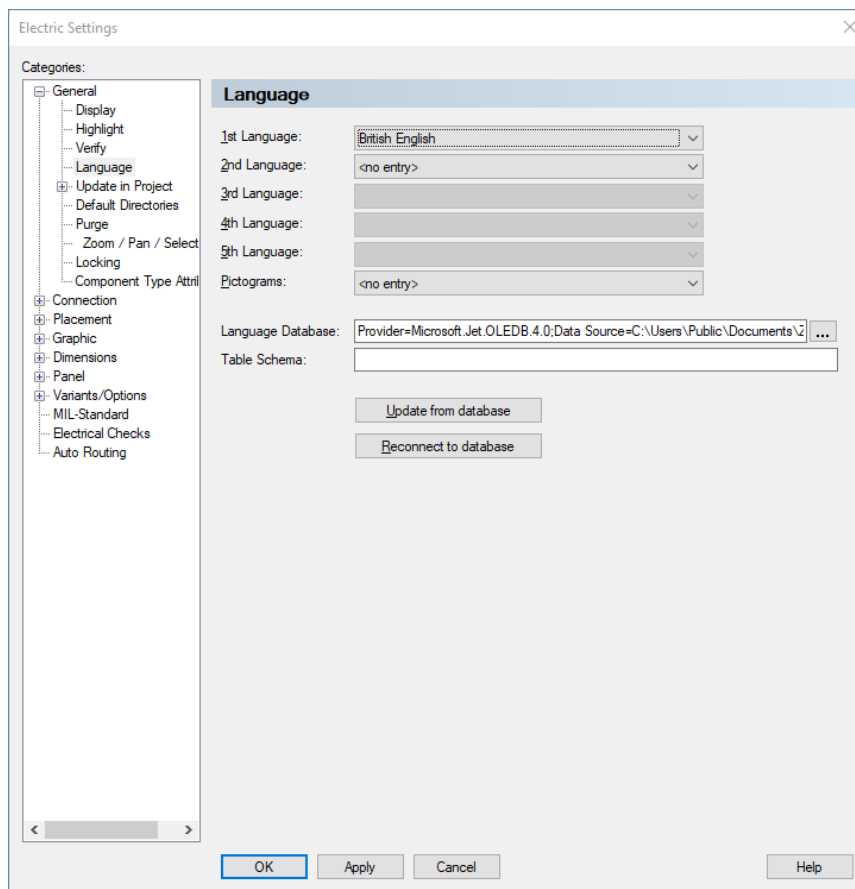 Electric Settings
Categories:
General
Display
Highlight
Verify
Language
Update in Project
Default Directories
Purge
Zoom / Pan / Select
Locking
Component Type Attri
Connection
Placement
Graphic
Dimensions
Panel
Variants/Options
MIL-Standard
Electrical Checks
Auto Routing
Language
1st Language: British English
2nd Language: <no entry>
3rd Language:
4th Language:
5th Language:
Pictograms: <no entry>
Language Database: Provider=Microsoft.Jet.OLEDB.4.0;Data Source=C:\Users\Public\Documents\Z ...
Table Schema:
Update from database
Reconnect to database
OK Apply Cancel Help